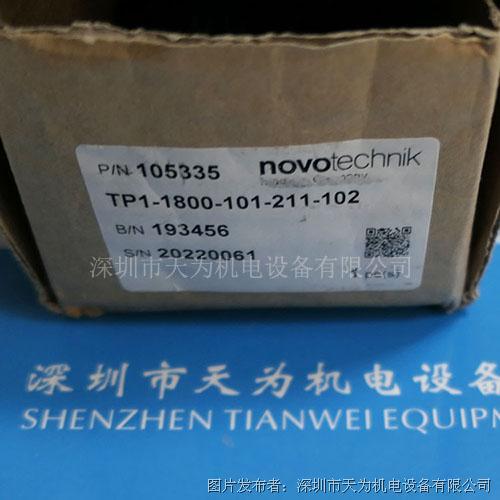 P/N 105335 novotechnik
TP1-1800-101-211-102
B/N 193456
S/N 20220061
深圳市天为机电设备有限公司
深圳市天为机电设备
SHENZHEN TIANWEI EQUIPM
图片发布者：深圳市天为机电设备有限公司